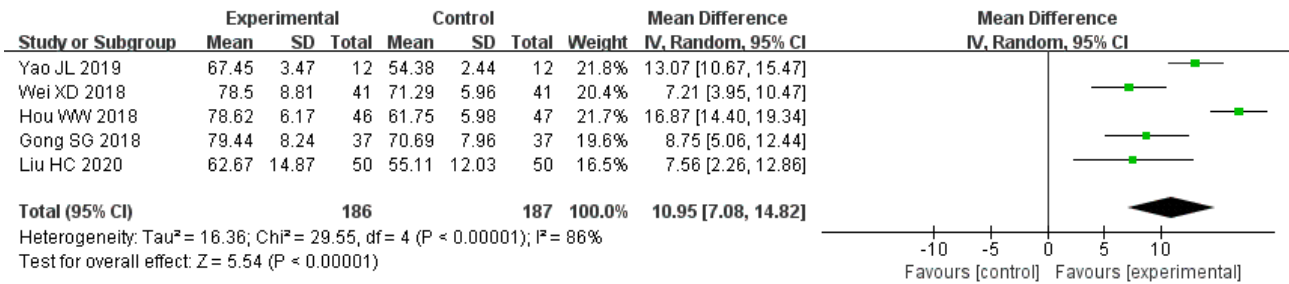 Experimental Control Mean Difference Mean Difference
Study or Subgroup Mean SD Total Mean SD Total Weight IV, Random, 95% CI IV, Random, 95% CI
Yao JL 2019 67.45 3.47 12 54.38 2.44 12 21.8% 13.07 [10.67, 15.47]
Wei XD 2018 78.5 8.81 41 71.29 5.96 41 20.4% 7.21 [3.95, 10.47]
Hou WW 2018 78.62 6.17 46 61.75 5.98 47 21.7% 16.87 [14.40, 19.34]
Gong SG 2018 79.44 8.24 37 70.69 7.96 37 19.6% 8.75 [5.06, 12.44]
Liu HC 2020 62.67 14.87 50 55.11 12.03 50 16.5% 7.56 [2.26, 12.86]
Total (95% CI) 186 187 100.0% 10.95 [7.08, 14.82]
Heterogeneity: Tau² = 16.36; Chi² = 29.55, df = 4 (P < 0.00001); I² = 86%
Test for overall effect: Z = 5.54 (P < 0.00001)
-10 -5 0 5 10
Favours [control] Favours [experimental]